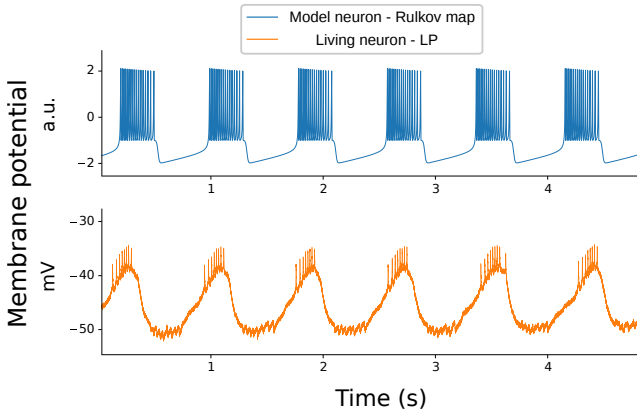 Model neuron - Rulkov map
Living neuron - LP
Membrane potential
a.u.
2
0
−2
1
2
3
4
mV
−30
−40
−50
1
2
3
4
Time (s)